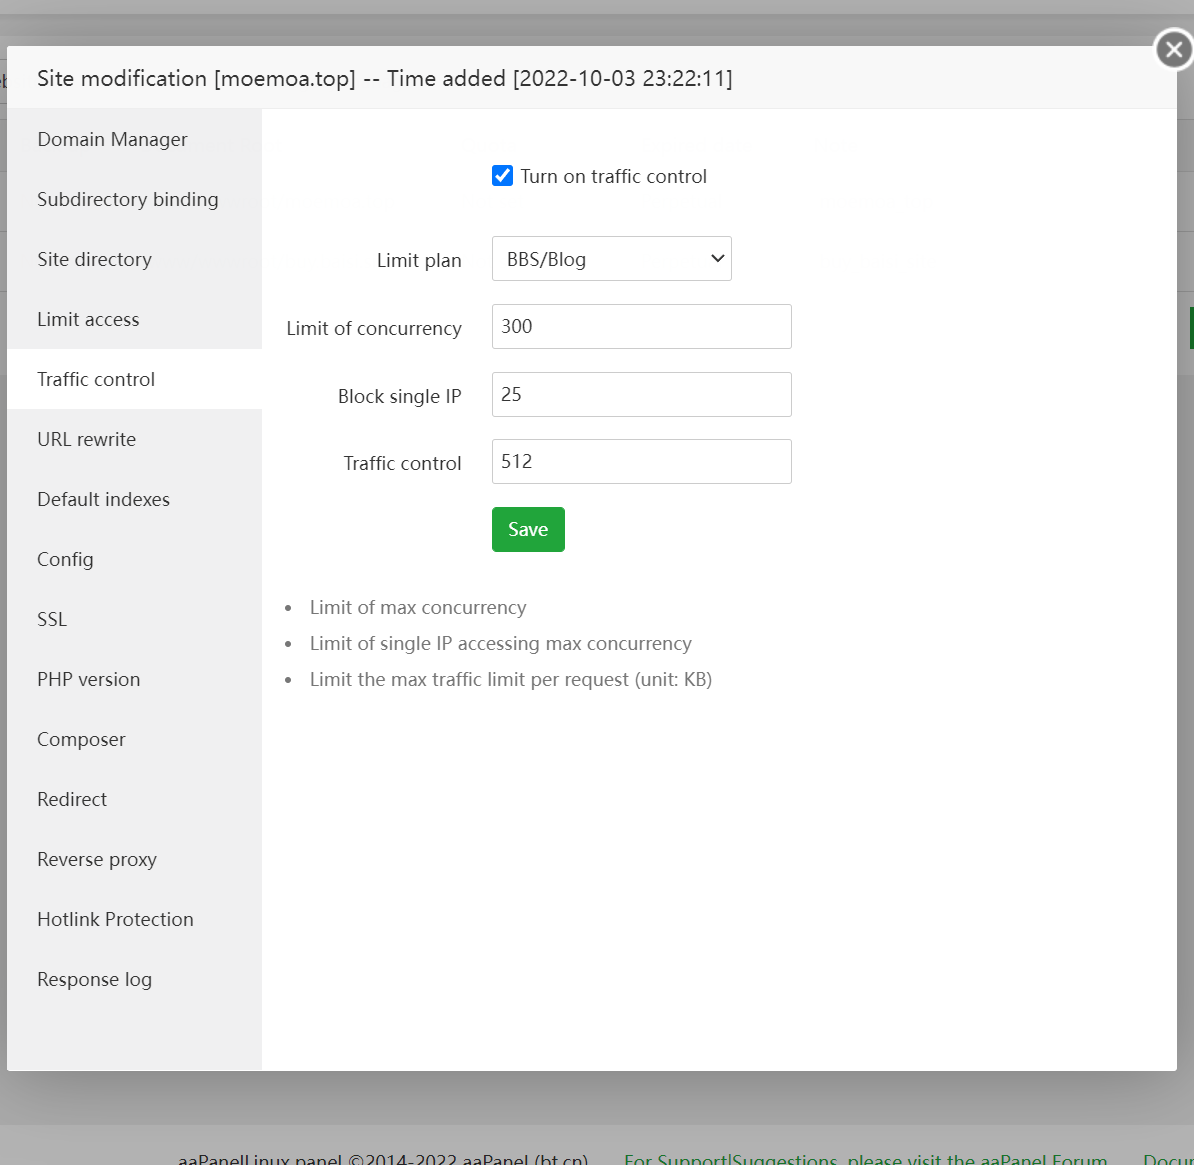 Site modification [moemoa.top] -- Time added [2022-10-03 23:22:11]
Domain Manager
Subdirectory binding
Site directory
Limit access
Traffic control
URL rewrite
Default indexes
Config
SSL
PHP version
Composer
Redirect
Reverse proxy
Hotlink Protection
Response log
Turn on traffic control
Limit plan BBS/Blog
Limit of concurrency 300
Block single IP 25
Traffic control 512
Save
• Limit of max concurrency
• Limit of single IP accessing max concurrency
• Limit the max traffic limit per request (unit: KB)
aaPanelLinux panel ©2014-2022 aaPanel (bt.cn) For Support|Suggestions, please visit the aaPanel Forum